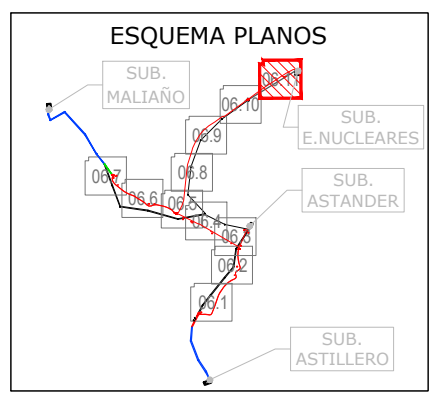 ESQUEMA PLANOS
SUB.
MALIAÑO
06.11
06.10
SUB.
E.NUCLEARES
06.9
06.8
06.7
SUB.
ASTANDER
06.6
06.5
06.4
06.3
06.2
06.1
SUB.
ASTILLERO